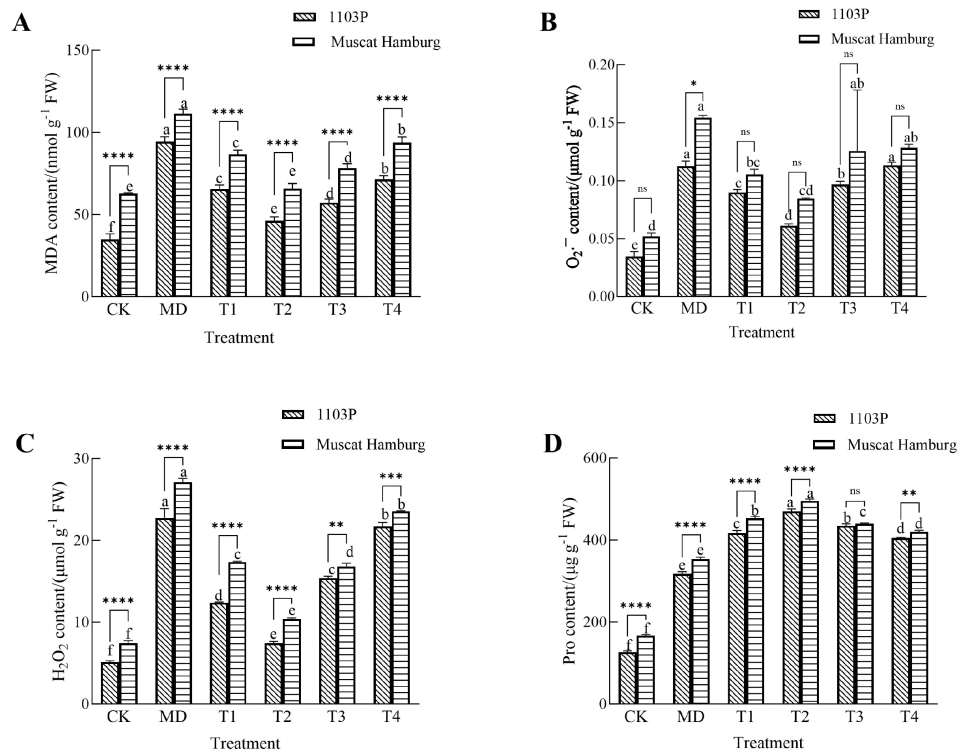 A
1103P
Muscat Hamburg
MDA content/(nmol g-1 FW)
150
100
50
0
**** **** **** **** **** ****
f e a a c c e e d d b b
CK MD T1 T2 T3 T4
Treatment
B
1103P
Muscat Hamburg
O2·— content/(μmol g-1 FW)
0.20
0.15
0.10
0.05
0.00
ns * ns ns ns ns
e d a a c bc d cd b ab a ab
CK MD T1 T2 T3 T4
Treatment
C
1103P
Muscat Hamburg
H2O2 content/(μmol g-1 FW)
30
20
10
0
**** **** **** **** ** ***
f f a a d c e e c d b b
CK MD T1 T2 T3 T4
Treatment
D
1103P
Muscat Hamburg
Pro content/(μg g-1 FW)
600
400
200
0
**** **** **** **** ns **
f f e e c b a a b c d d
CK MD T1 T2 T3 T4
Treatment